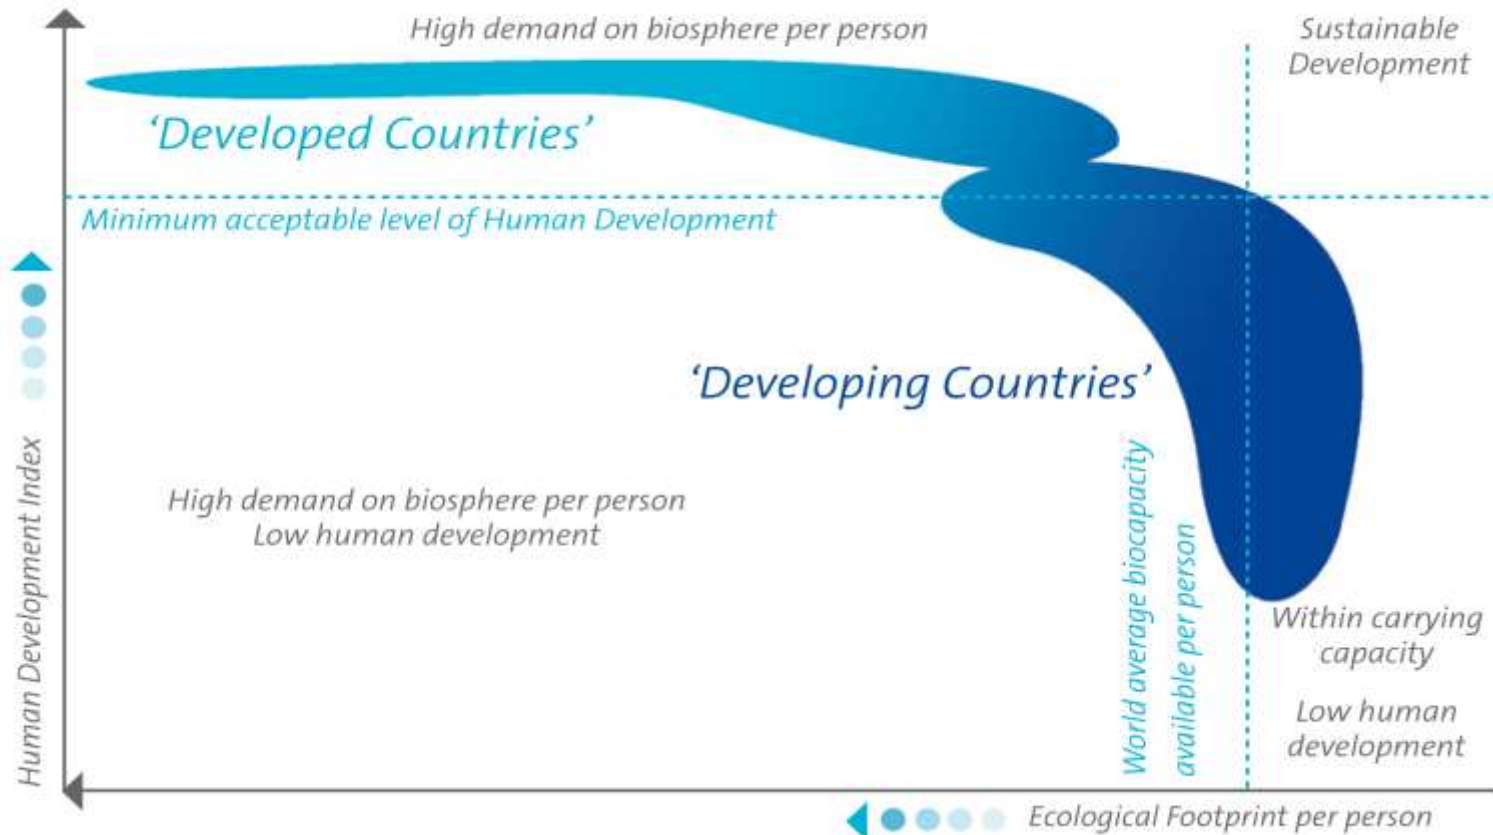 High demand on biosphere per person
Sustainable
Development
‘Developed Countries’
Minimum acceptable level of Human Development
‘Developing Countries’
High demand on biosphere per person
Low human development
World average biocapacity
available per person
Within carrying
capacity
Low human
development
Human Development Index
Ecological Footprint per person